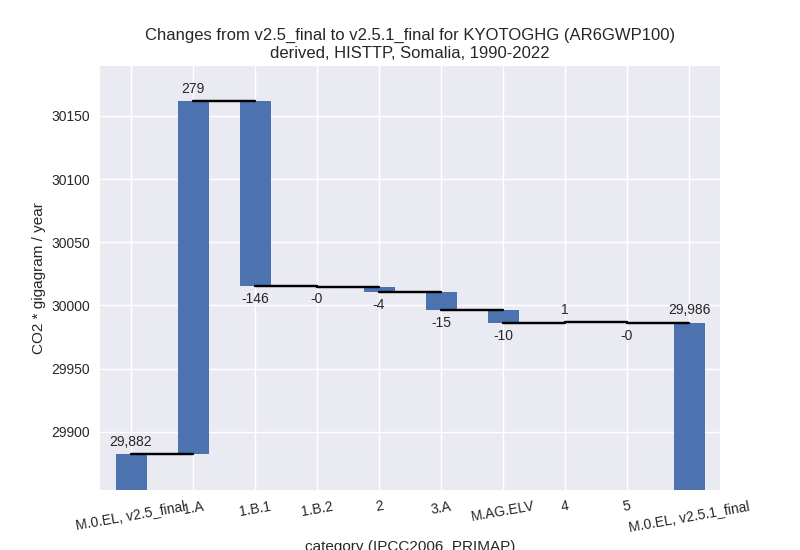 Changes from v2.5_final to v2.5.1_final for KYOTOGHG (AR6GWP100)
derived, HISTTP, Somalia, 1990-2022
CO2 * gigagram / year
30150
30100
30050
30000
29950
29900
29,882
279
-146
-0
-4
-15
-10
1
-0
29,986
M.0.EL, v2.5_final
1.A
1.B.1
1.B.2
2
3.A
M.AG.ELV
4
5
M.0.EL, v2.5.1_final
category (IPCC2006_PRIMAP)